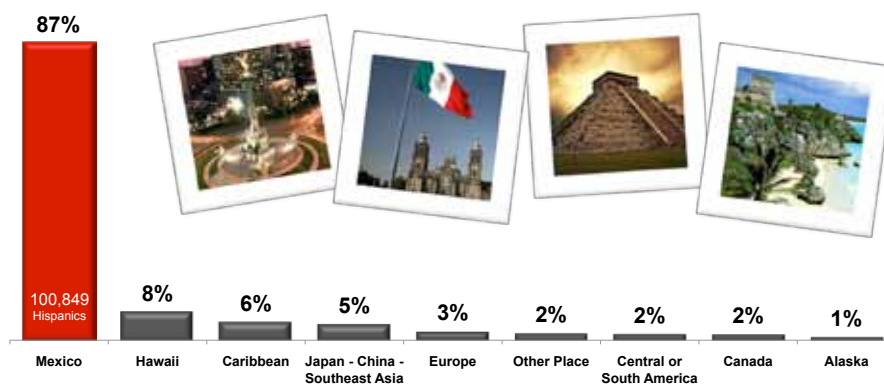 87%
100,849
Hispanics
8%
6%
5%
3%
2%
2%
2%
1%
Mexico
Hawaii
Caribbean
Japan - China -
Southeast Asia
Europe
Other Place
Central or
South America
Canada
Alaska